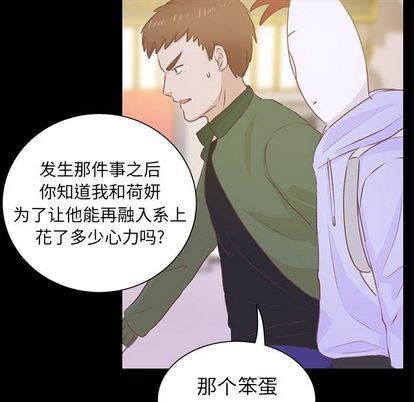 发生那件事之后
你知道我和荷妍
为了让他能再融入系上
花了多少心力吗?
那个笨蛋